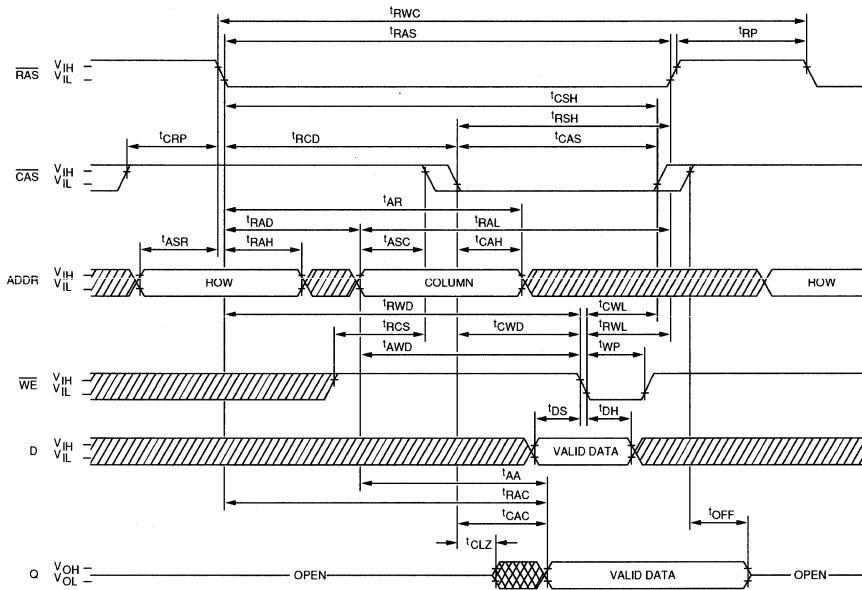 tRWC
tRAS tRP
RAS VIH
VIL
tCSH
tRSH
tCRP tRCD tCAS
CAS VIH
VIL
tAR
tRAD tRAL
tASR tRAH tASC tCAH
ADDR VIH
VIL ROW COLUMN ROW
tRWD tCWL
tRCS tCWD tRWL
tAWD tWP
WE VIH
VIL
tDS tDH
D VIH
VIL VALID DATA
tAA
tRAC
tCAC tOFF
tCLZ
Q VOH
VOL OPEN VALID DATA OPEN